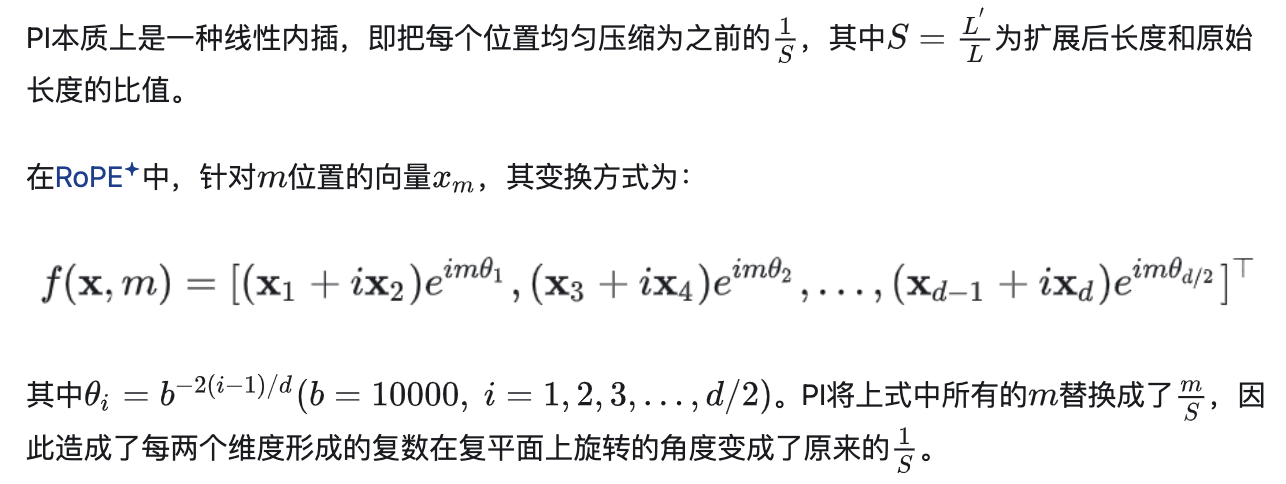 PI本质上是一种线性内插，即把每个位置均匀压缩为之前的$\frac{1}{S}$，其中$S = \frac{L'}{L}$为扩展后长度和原始
长度的比值。
在RoPE✦中，针对$m$位置的向量$x_m$，其变换方式为：
$f(\mathbf{x}, m) = [(\mathbf{x}_1 + i\mathbf{x}_2)e^{im\theta_1}, (\mathbf{x}_3 + i\mathbf{x}_4)e^{im\theta_2}, \ldots, (\mathbf{x}_{d-1} + i\mathbf{x}_d)e^{im\theta_{d/2}}]^\top$
其中$\theta_i = b^{-2(i-1)/d}(b = 10000, \ i = 1, 2, 3, \ldots, d/2)$。PI将上式中所有的$m$替换成了$\frac{m}{S}$，因
此造成了每两个维度形成的复数在复平面上旋转的角度变成了原来的$\frac{1}{S}$。